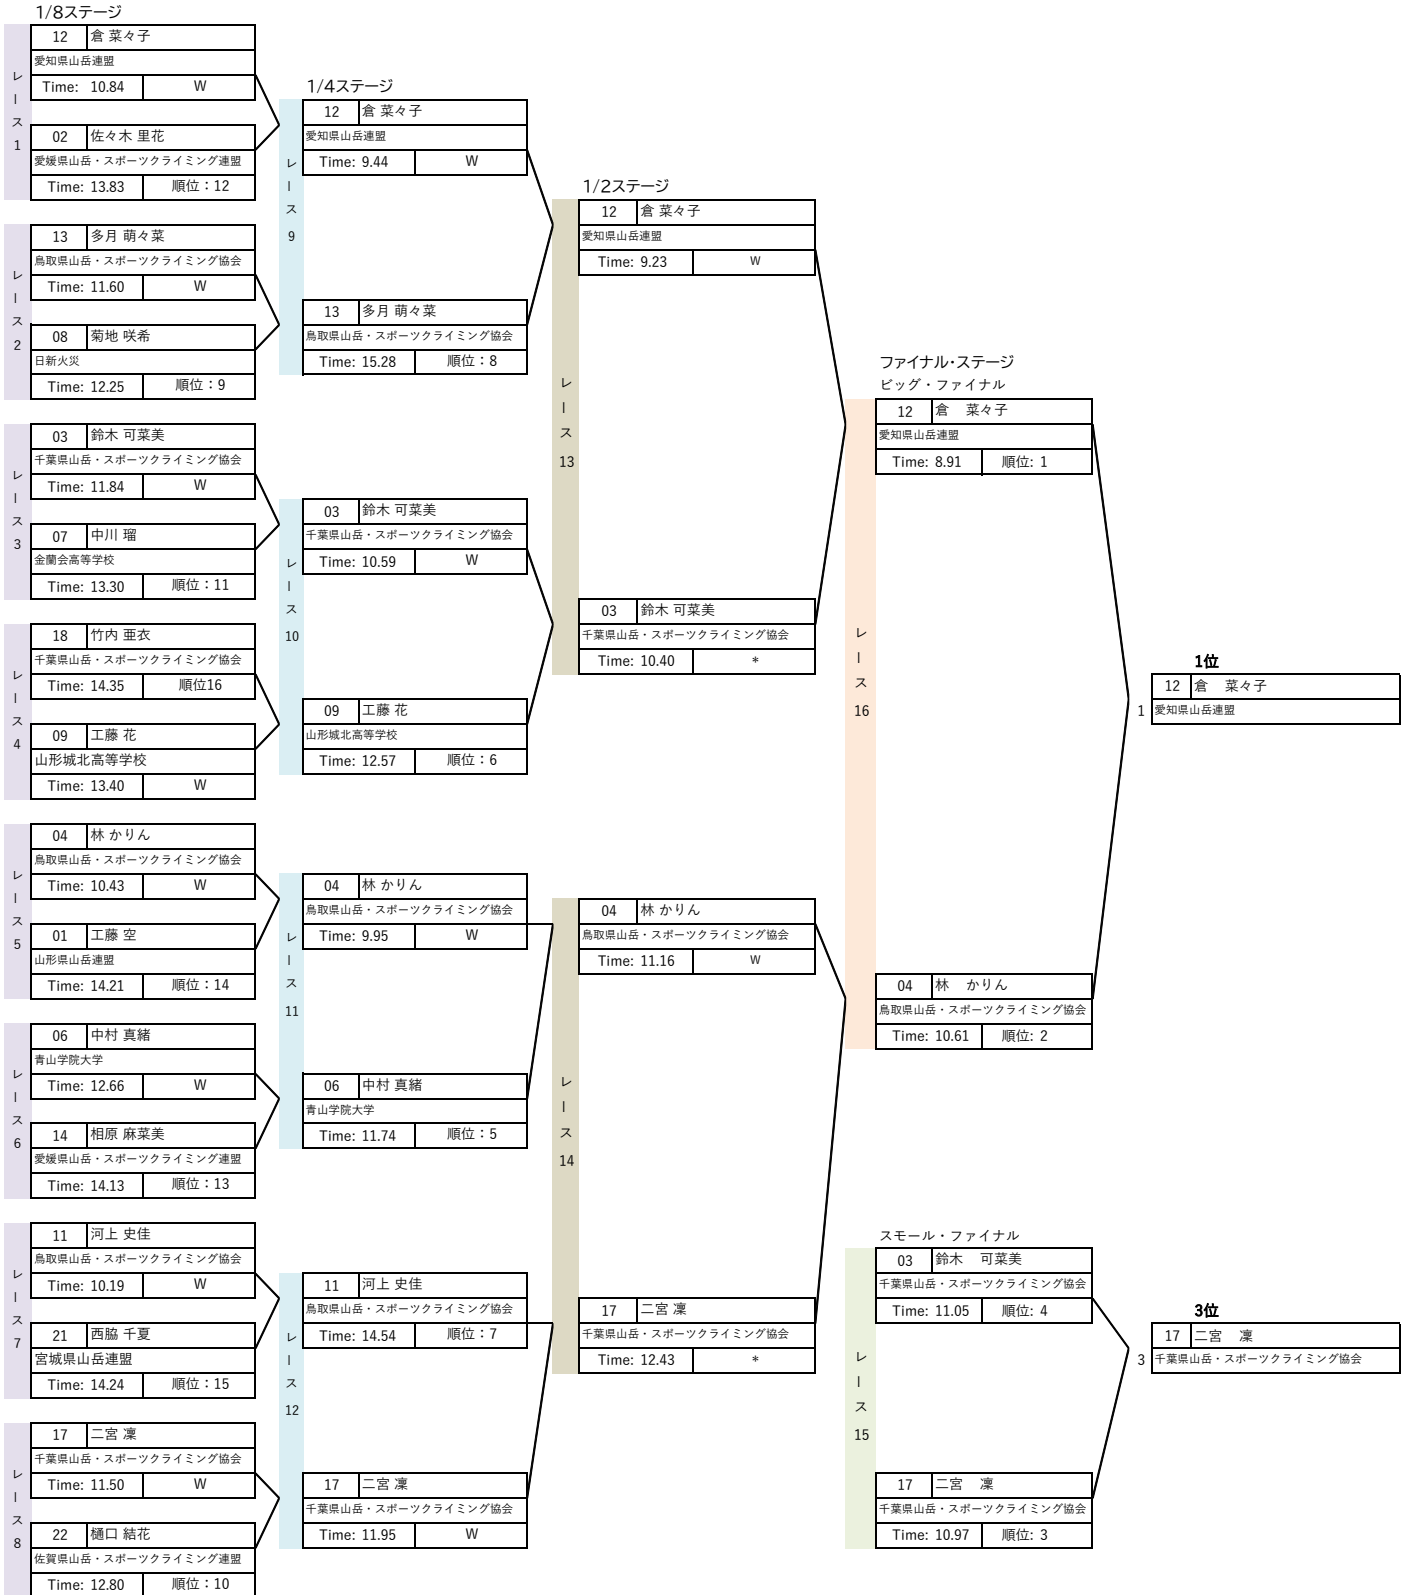 1/8ステージ
レース1
12 倉 菜々子
愛知県山岳連盟
Time: 10.84 W
02 佐々木 里花
愛媛県山岳・スポーツクライミング連盟
Time: 13.83 順位：12
レース2
13 多月 萌々菜
鳥取県山岳・スポーツクライミング協会
Time: 11.60 W
08 菊地 咲希
日新火災
Time: 12.25 順位：9
レース3
03 鈴木 可菜美
千葉県山岳・スポーツクライミング協会
Time: 11.84 W
07 中川 瑠
金蘭会高等学校
Time: 13.30 順位：11
レース4
18 竹内 亜衣
千葉県山岳・スポーツクライミング協会
Time: 14.35 順位16
09 工藤 花
山形城北高等学校
Time: 13.40 W
レース5
04 林 かりん
鳥取県山岳・スポーツクライミング協会
Time: 10.43 W
01 工藤 空
山形県山岳連盟
Time: 14.21 順位：14
レース6
06 中村 真緒
青山学院大学
Time: 12.66 W
14 相原 麻菜美
愛媛県山岳・スポーツクライミング連盟
Time: 14.13 順位：13
レース7
11 河上 史佳
鳥取県山岳・スポーツクライミング協会
Time: 10.19 W
21 西脇 千夏
宮城県山岳連盟
Time: 14.24 順位：15
レース8
17 二宮 凜
千葉県山岳・スポーツクライミング協会
Time: 11.50 W
22 樋口 結花
佐賀県山岳・スポーツクライミング連盟
Time: 12.80 順位：10
1/4ステージ
レース9
12 倉 菜々子
愛知県山岳連盟
Time: 9.44 W
13 多月 萌々菜
鳥取県山岳・スポーツクライミング協会
Time: 15.28 順位：8
レース10
03 鈴木 可菜美
千葉県山岳・スポーツクライミング協会
Time: 10.59 W
09 工藤 花
山形城北高等学校
Time: 12.57 順位：6
レース11
04 林 かりん
鳥取県山岳・スポーツクライミング協会
Time: 9.95 W
06 中村 真緒
青山学院大学
Time: 11.74 順位：5
レース12
11 河上 史佳
鳥取県山岳・スポーツクライミング協会
Time: 14.54 順位：7
17 二宮 凜
千葉県山岳・スポーツクライミング協会
Time: 11.95 W
1/2ステージ
レース13
12 倉 菜々子
愛知県山岳連盟
Time: 9.23 W
03 鈴木 可菜美
千葉県山岳・スポーツクライミング協会
Time: 10.40 *
レース14
04 林 かりん
鳥取県山岳・スポーツクライミング協会
Time: 11.16 W
17 二宮 凜
千葉県山岳・スポーツクライミング協会
Time: 12.43 *
ファイナル・ステージ
ビッグ・ファイナル
レース16
12 倉　菜々子
愛知県山岳連盟
Time: 8.91 順位: 1
04 林　かりん
鳥取県山岳・スポーツクライミング協会
Time: 10.61 順位: 2
スモール・ファイナル
レース15
03 鈴木　可菜美
千葉県山岳・スポーツクライミング協会
Time: 11.05 順位: 4
17 二宮　凜
千葉県山岳・スポーツクライミング協会
Time: 10.97 順位: 3
1位
12 倉　菜々子
1 愛知県山岳連盟
3位
17 二宮　凜
3 千葉県山岳・スポーツクライミング協会